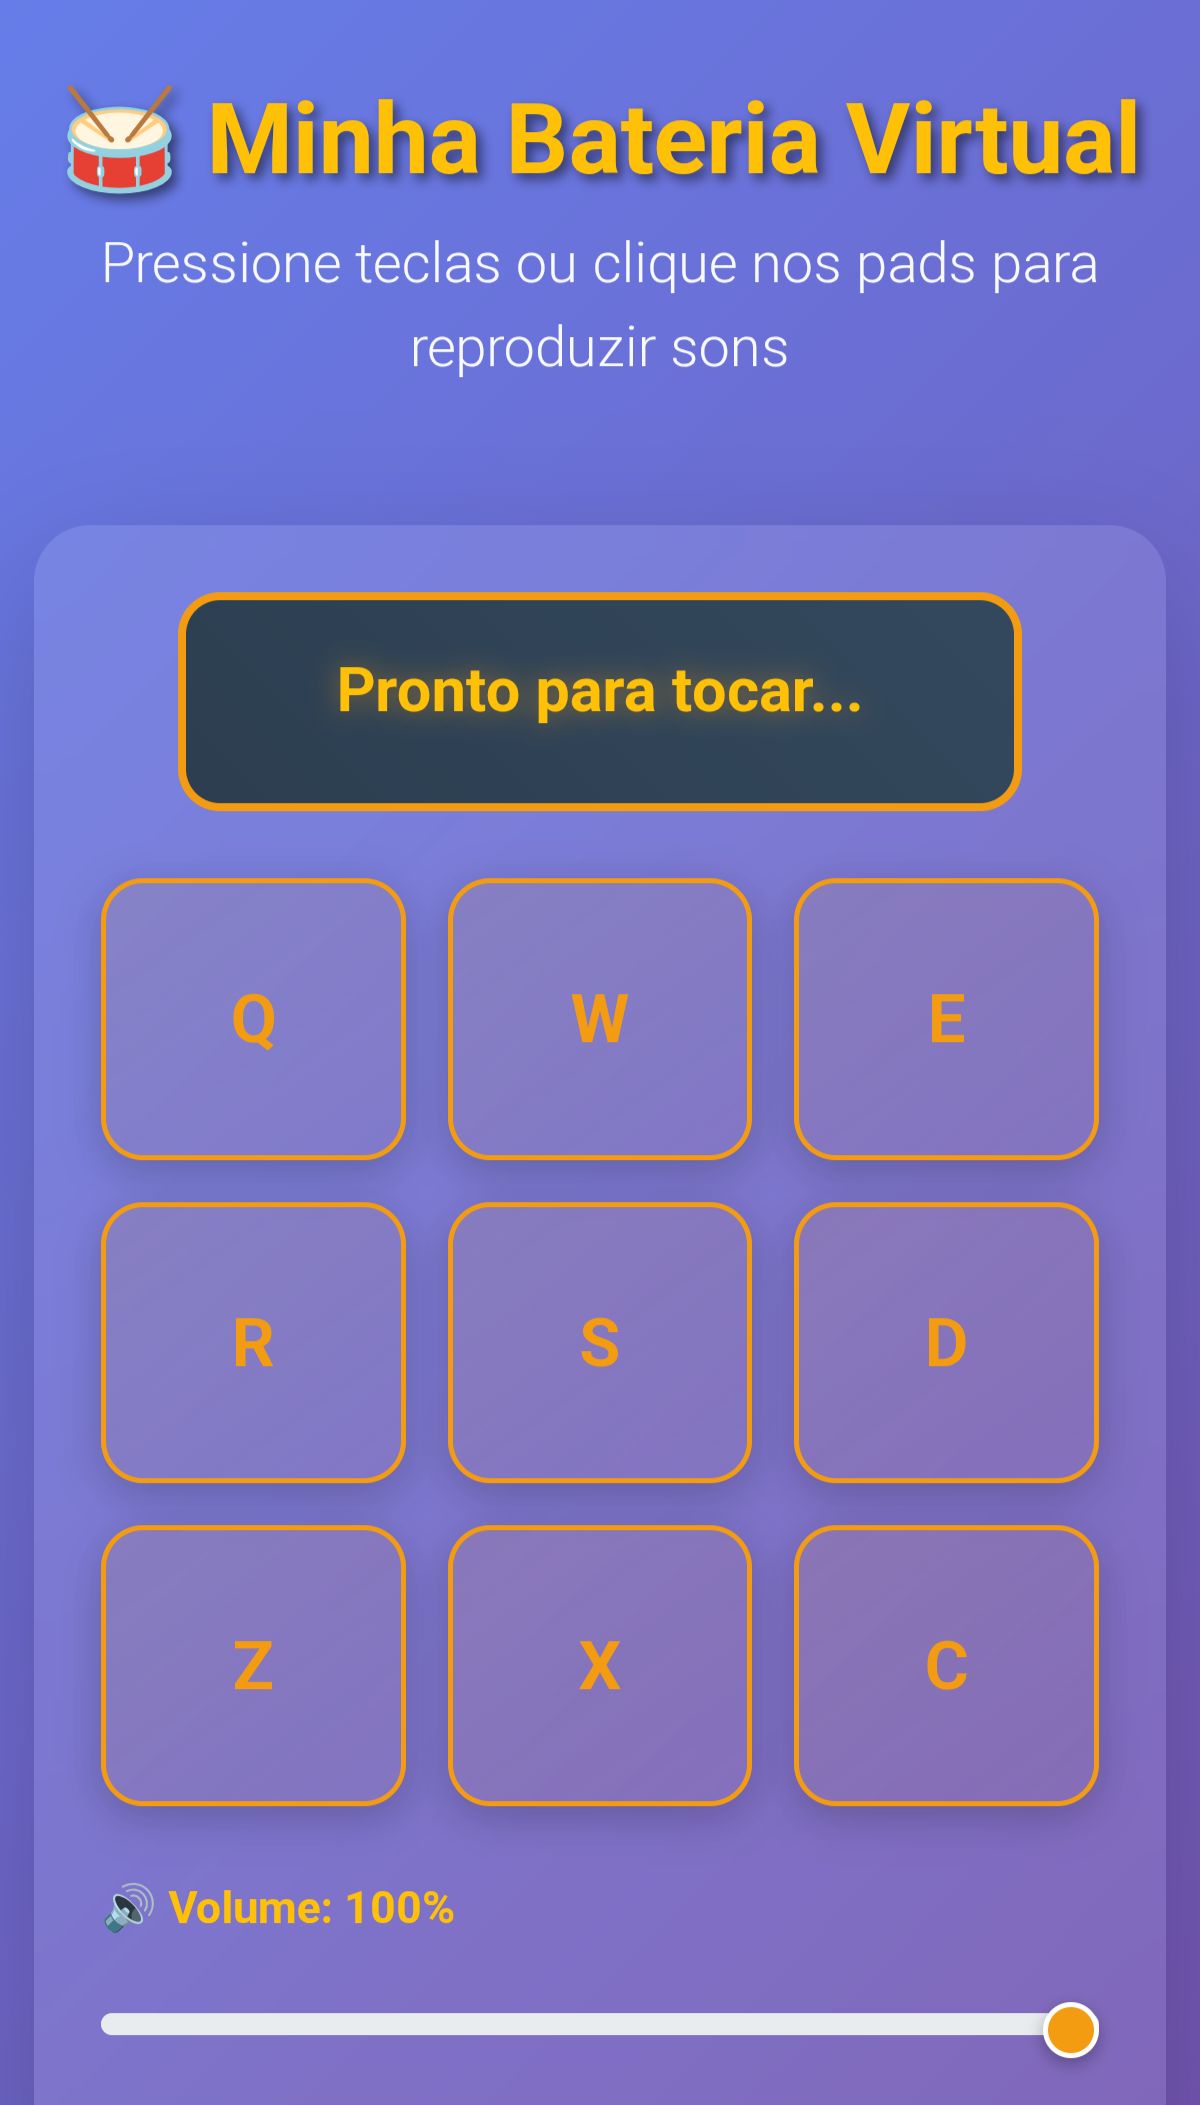 Minha Bateria Virtual
Pressione teclas ou clique nos pads para
reproduzir sons
Pronto para tocar...
Q W E
R S D
Z X C
Volume: 100%